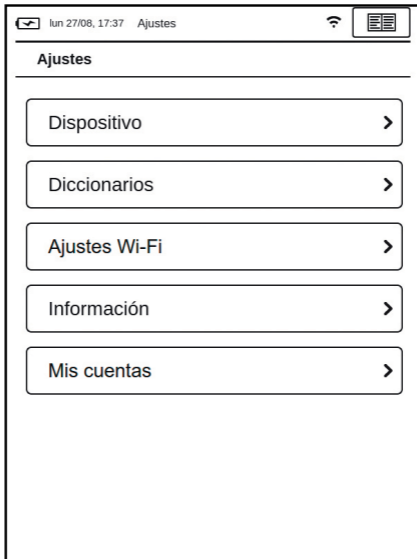 lun 27/08, 17:37 Ajustes
Ajustes
Dispositivo
Diccionarios
Ajustes Wi-Fi
Información
Mis cuentas